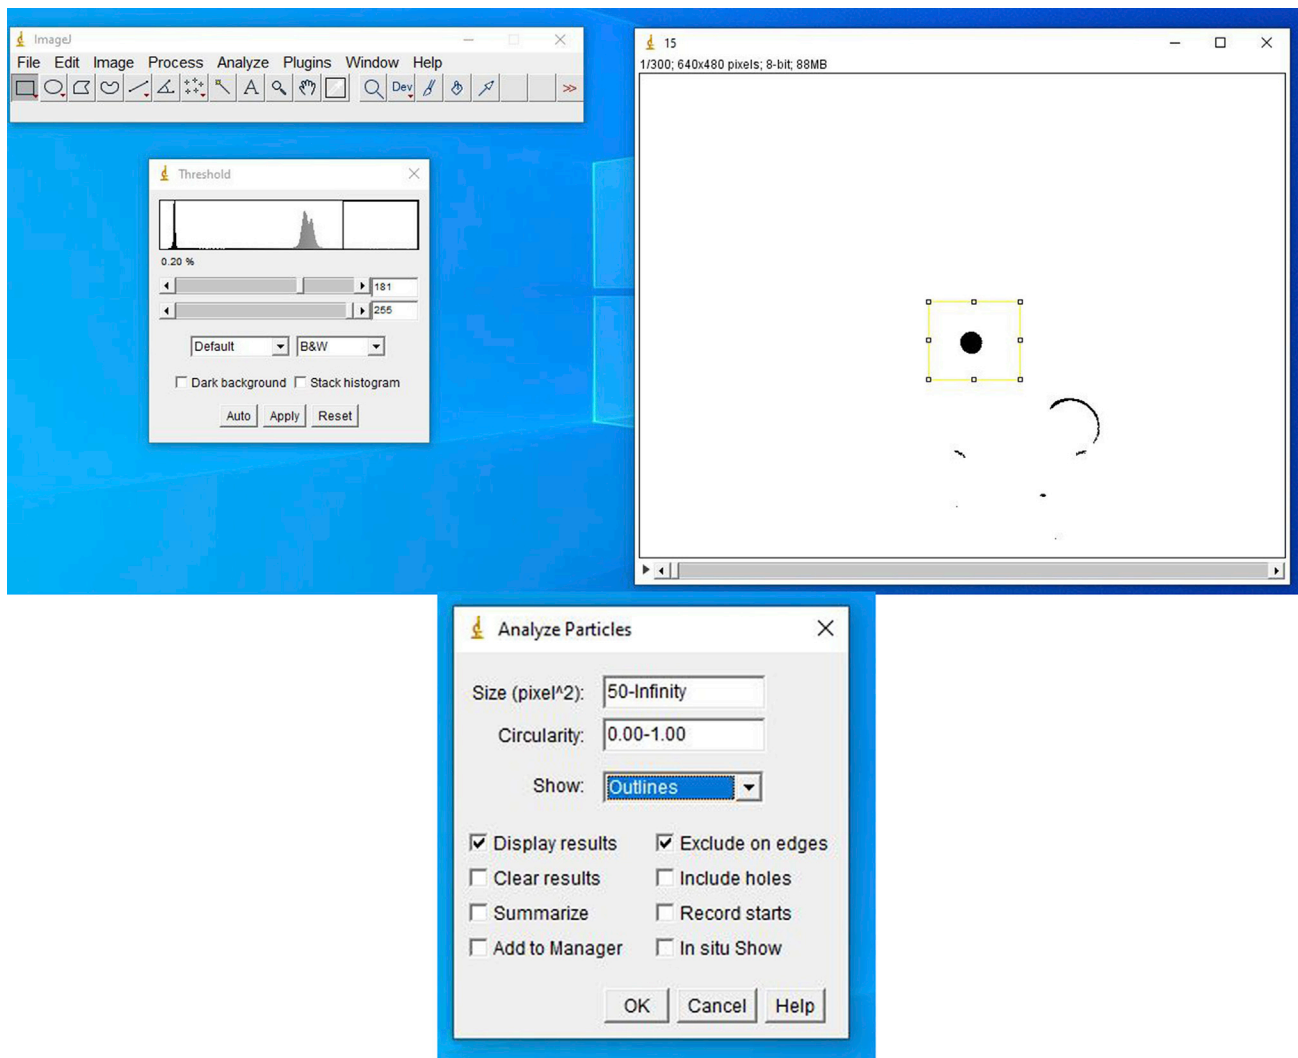 ImageJ
File Edit Image Process Analyze Plugins Window Help
A Dev >>
Threshold
0.20 %
181
255
Default B&W
Dark background Stack histogram
Auto Apply Reset
15
1/300; 640x480 pixels; 8-bit; 88MB
Analyze Particles
Size (pixel^2): 50-Infinity
Circularity: 0.00-1.00
Show: Outlines
Display results Exclude on edges
Clear results Include holes
Summarize Record starts
Add to Manager In situ Show
OK Cancel Help